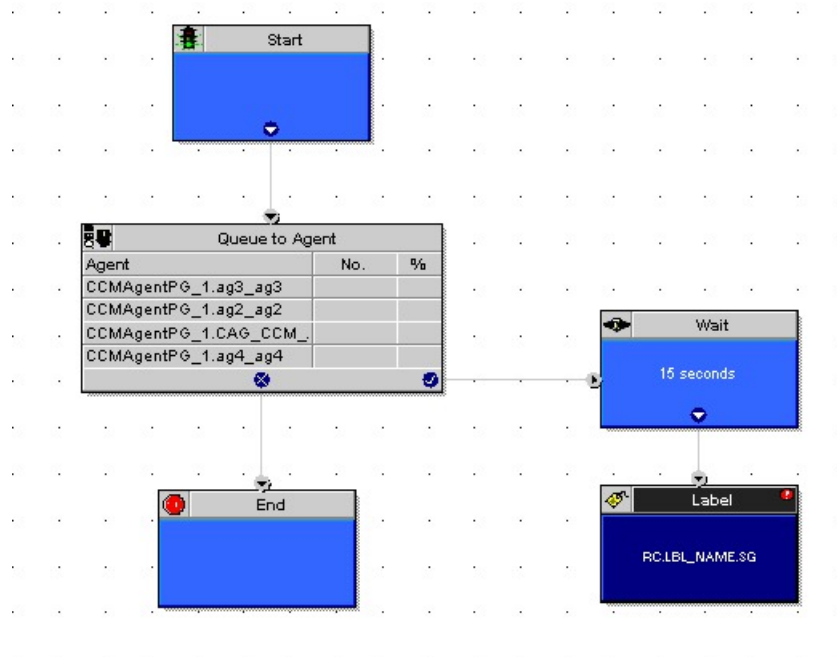 Start
Queue to Agent
Agent No. %
CCMAgentPG_1.ag3_ag3
CCMAgentPG_1.ag2_ag2
CCMAgentPG_1.CAG_CCM_.
CCMAgentPG_1.ag4_ag4
Wait
15 seconds
End
Label
RC.LBL_NAME.SG